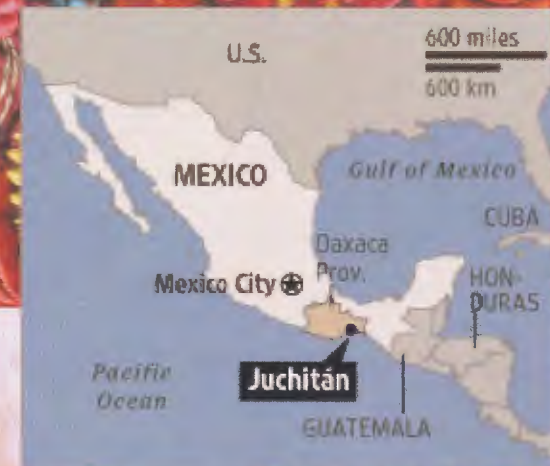 600 miles
U.S.
600 km
MEXICO
Gulf of Mexico
CUBA
Oaxaca
Prov.
Mexico City
HON-
DURAS
Juchitán
Pacific
Ocean
GUATEMALA